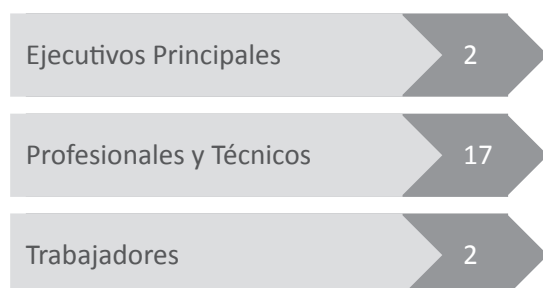 Ejecutivos Principales 2
Profesionales y Técnicos 17
Trabajadores 2